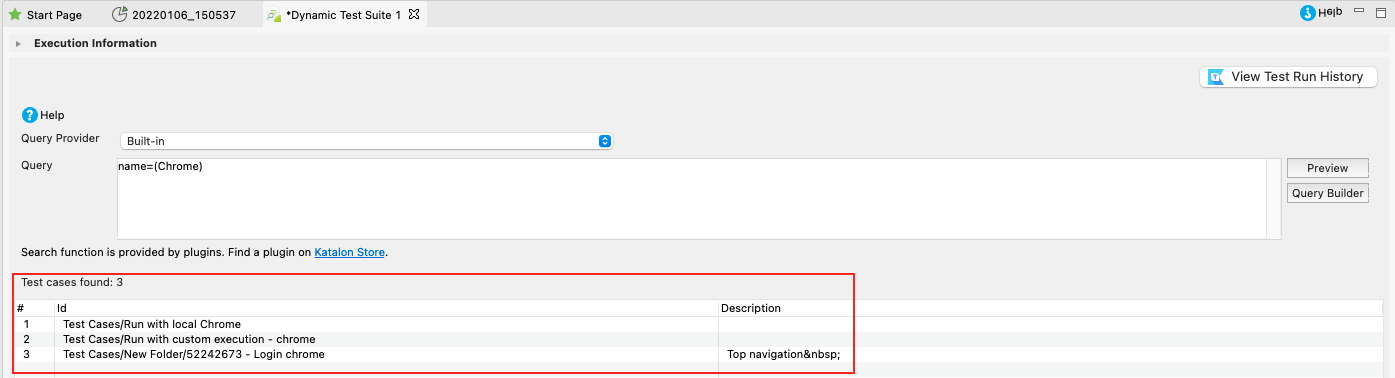 Start Page 20220106_150537 *Dynamic Test Suite 1 Help
Execution Information
View Test Run History
Help
Query Provider Built-in
Query name=(Chrome) Preview
Query Builder
Search function is provided by plugins. Find a plugin on Katalon Store.
Test cases found: 3
# Id Description
1 Test Cases/Run with local Chrome
2 Test Cases/Run with custom execution - chrome
3 Test Cases/New Folder/52242673 - Login chrome Top navigation&nbsp;